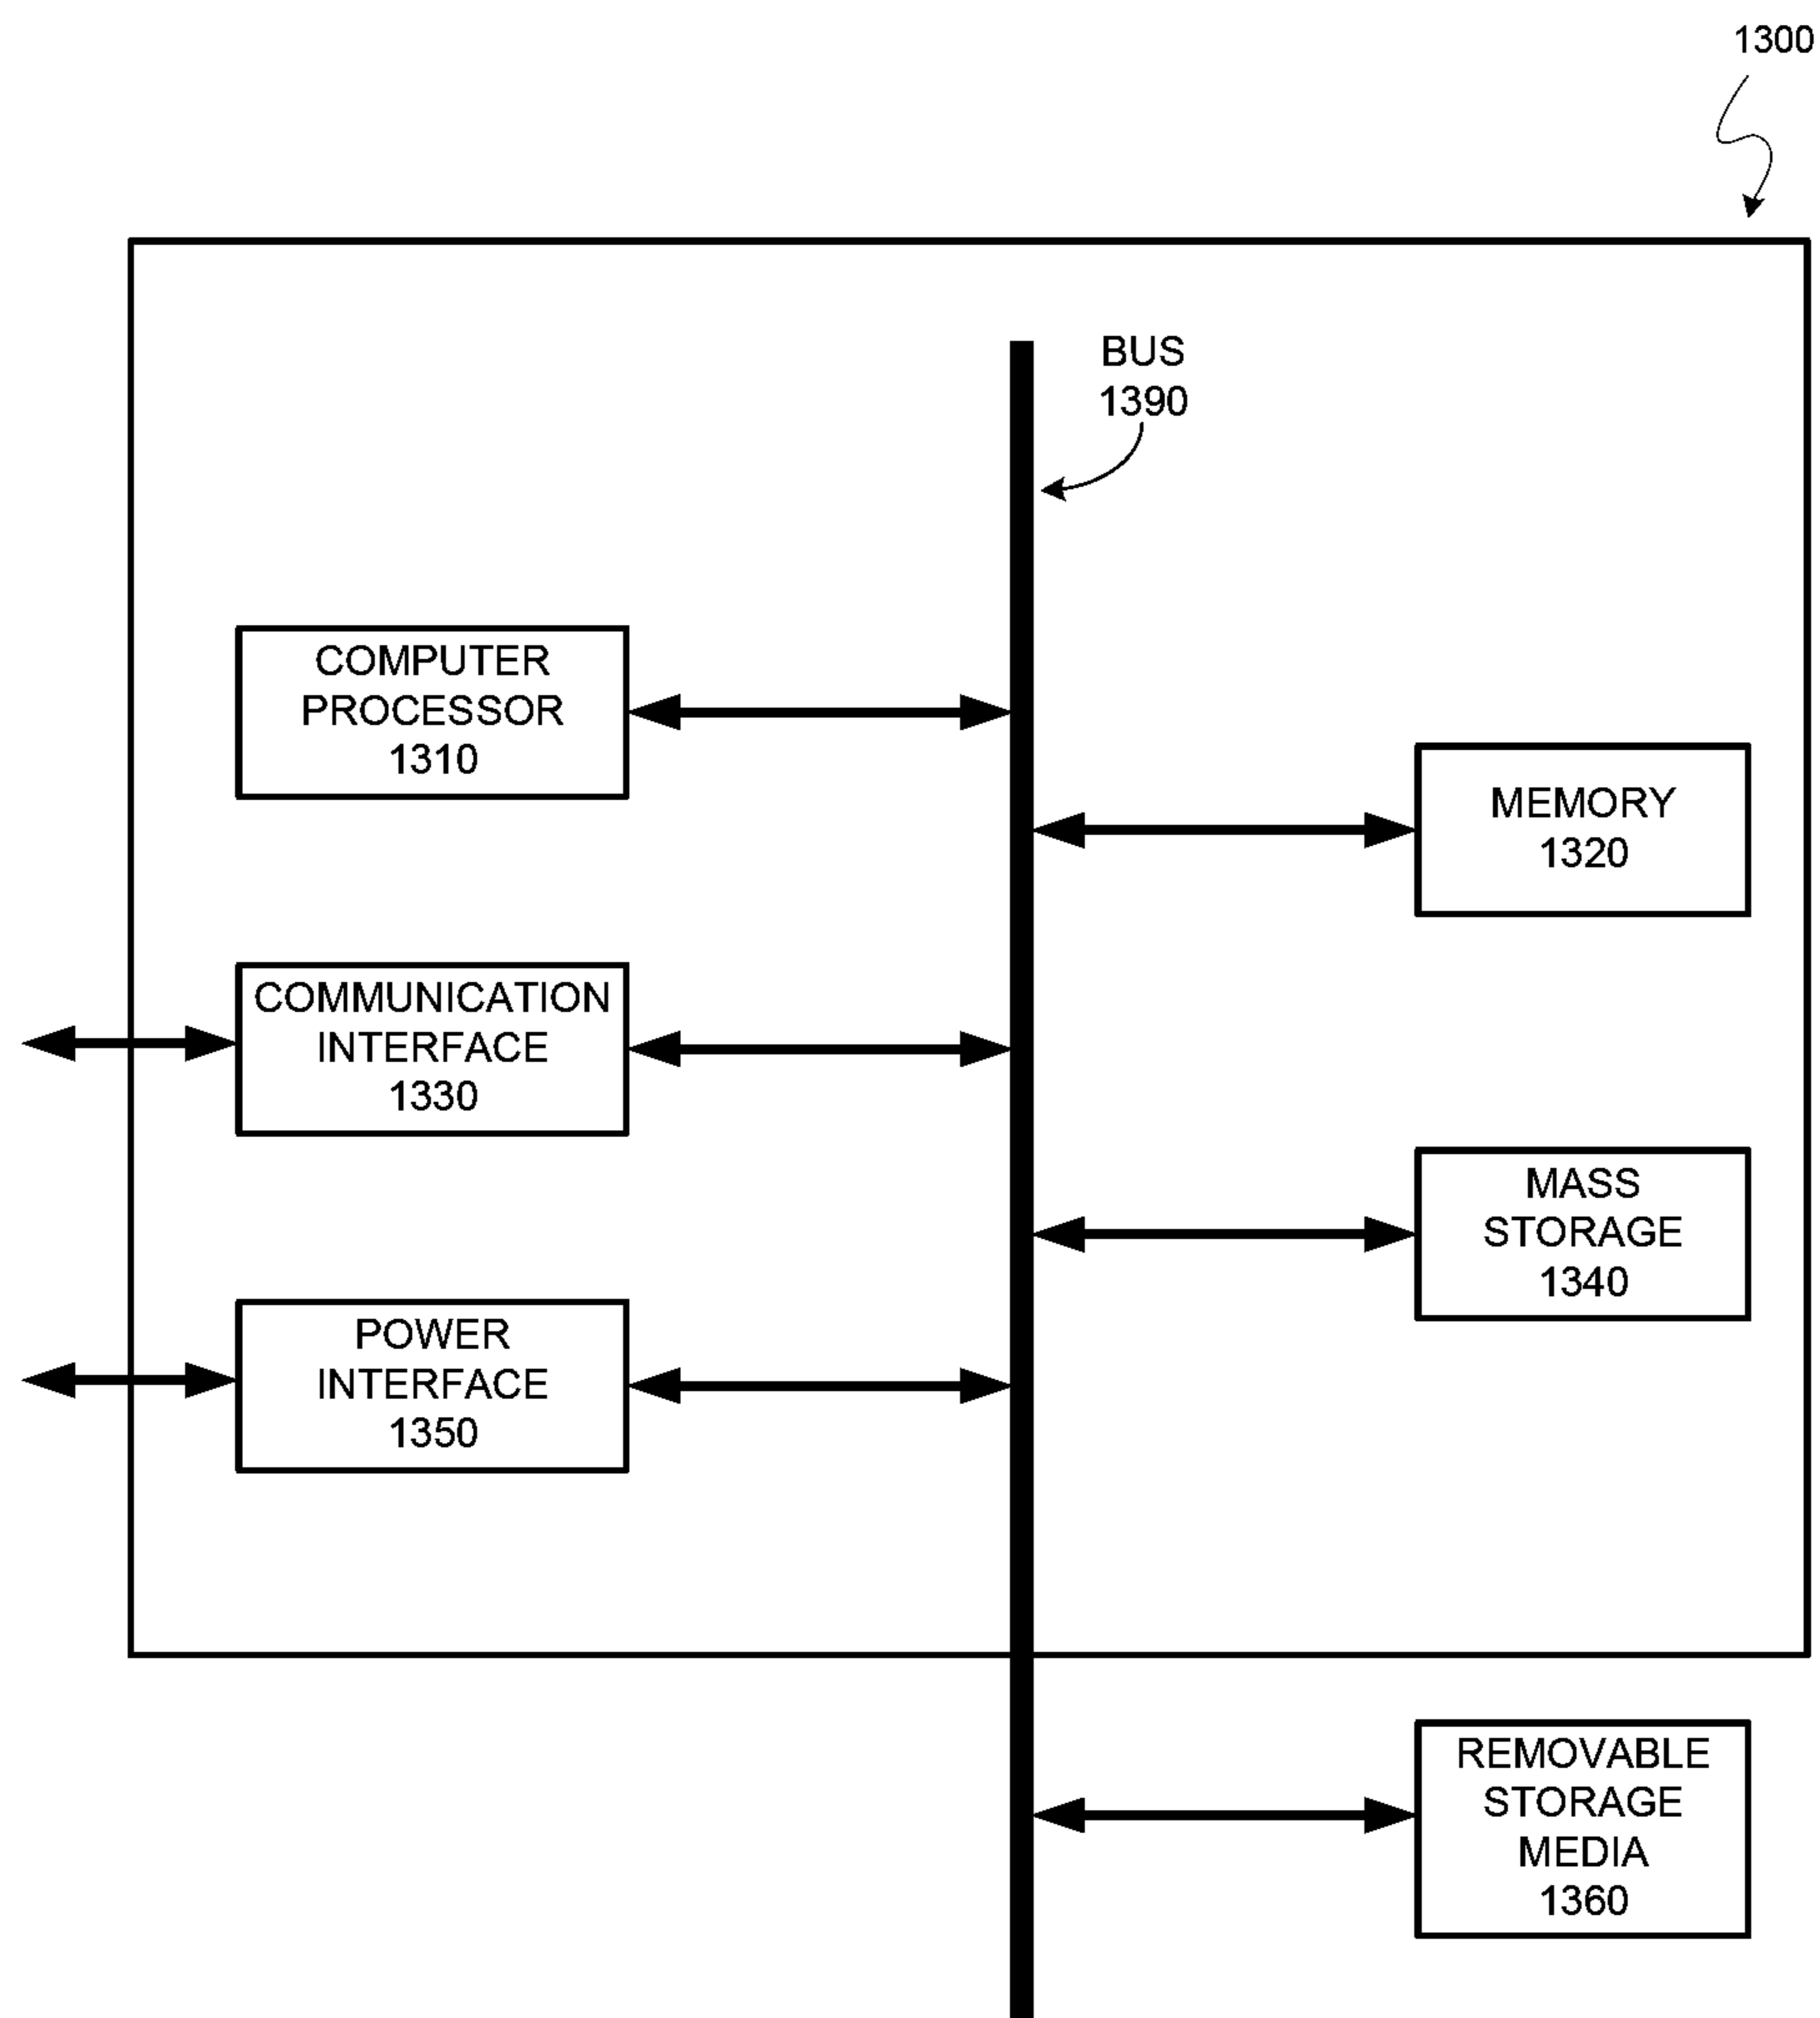 1300
BUS
1390
COMPUTER
PROCESSOR
1310
MEMORY
1320
COMMUNICATION
INTERFACE
1330
MASS
STORAGE
1340
POWER
INTERFACE
1350
REMOVABLE
STORAGE
MEDIA
1360